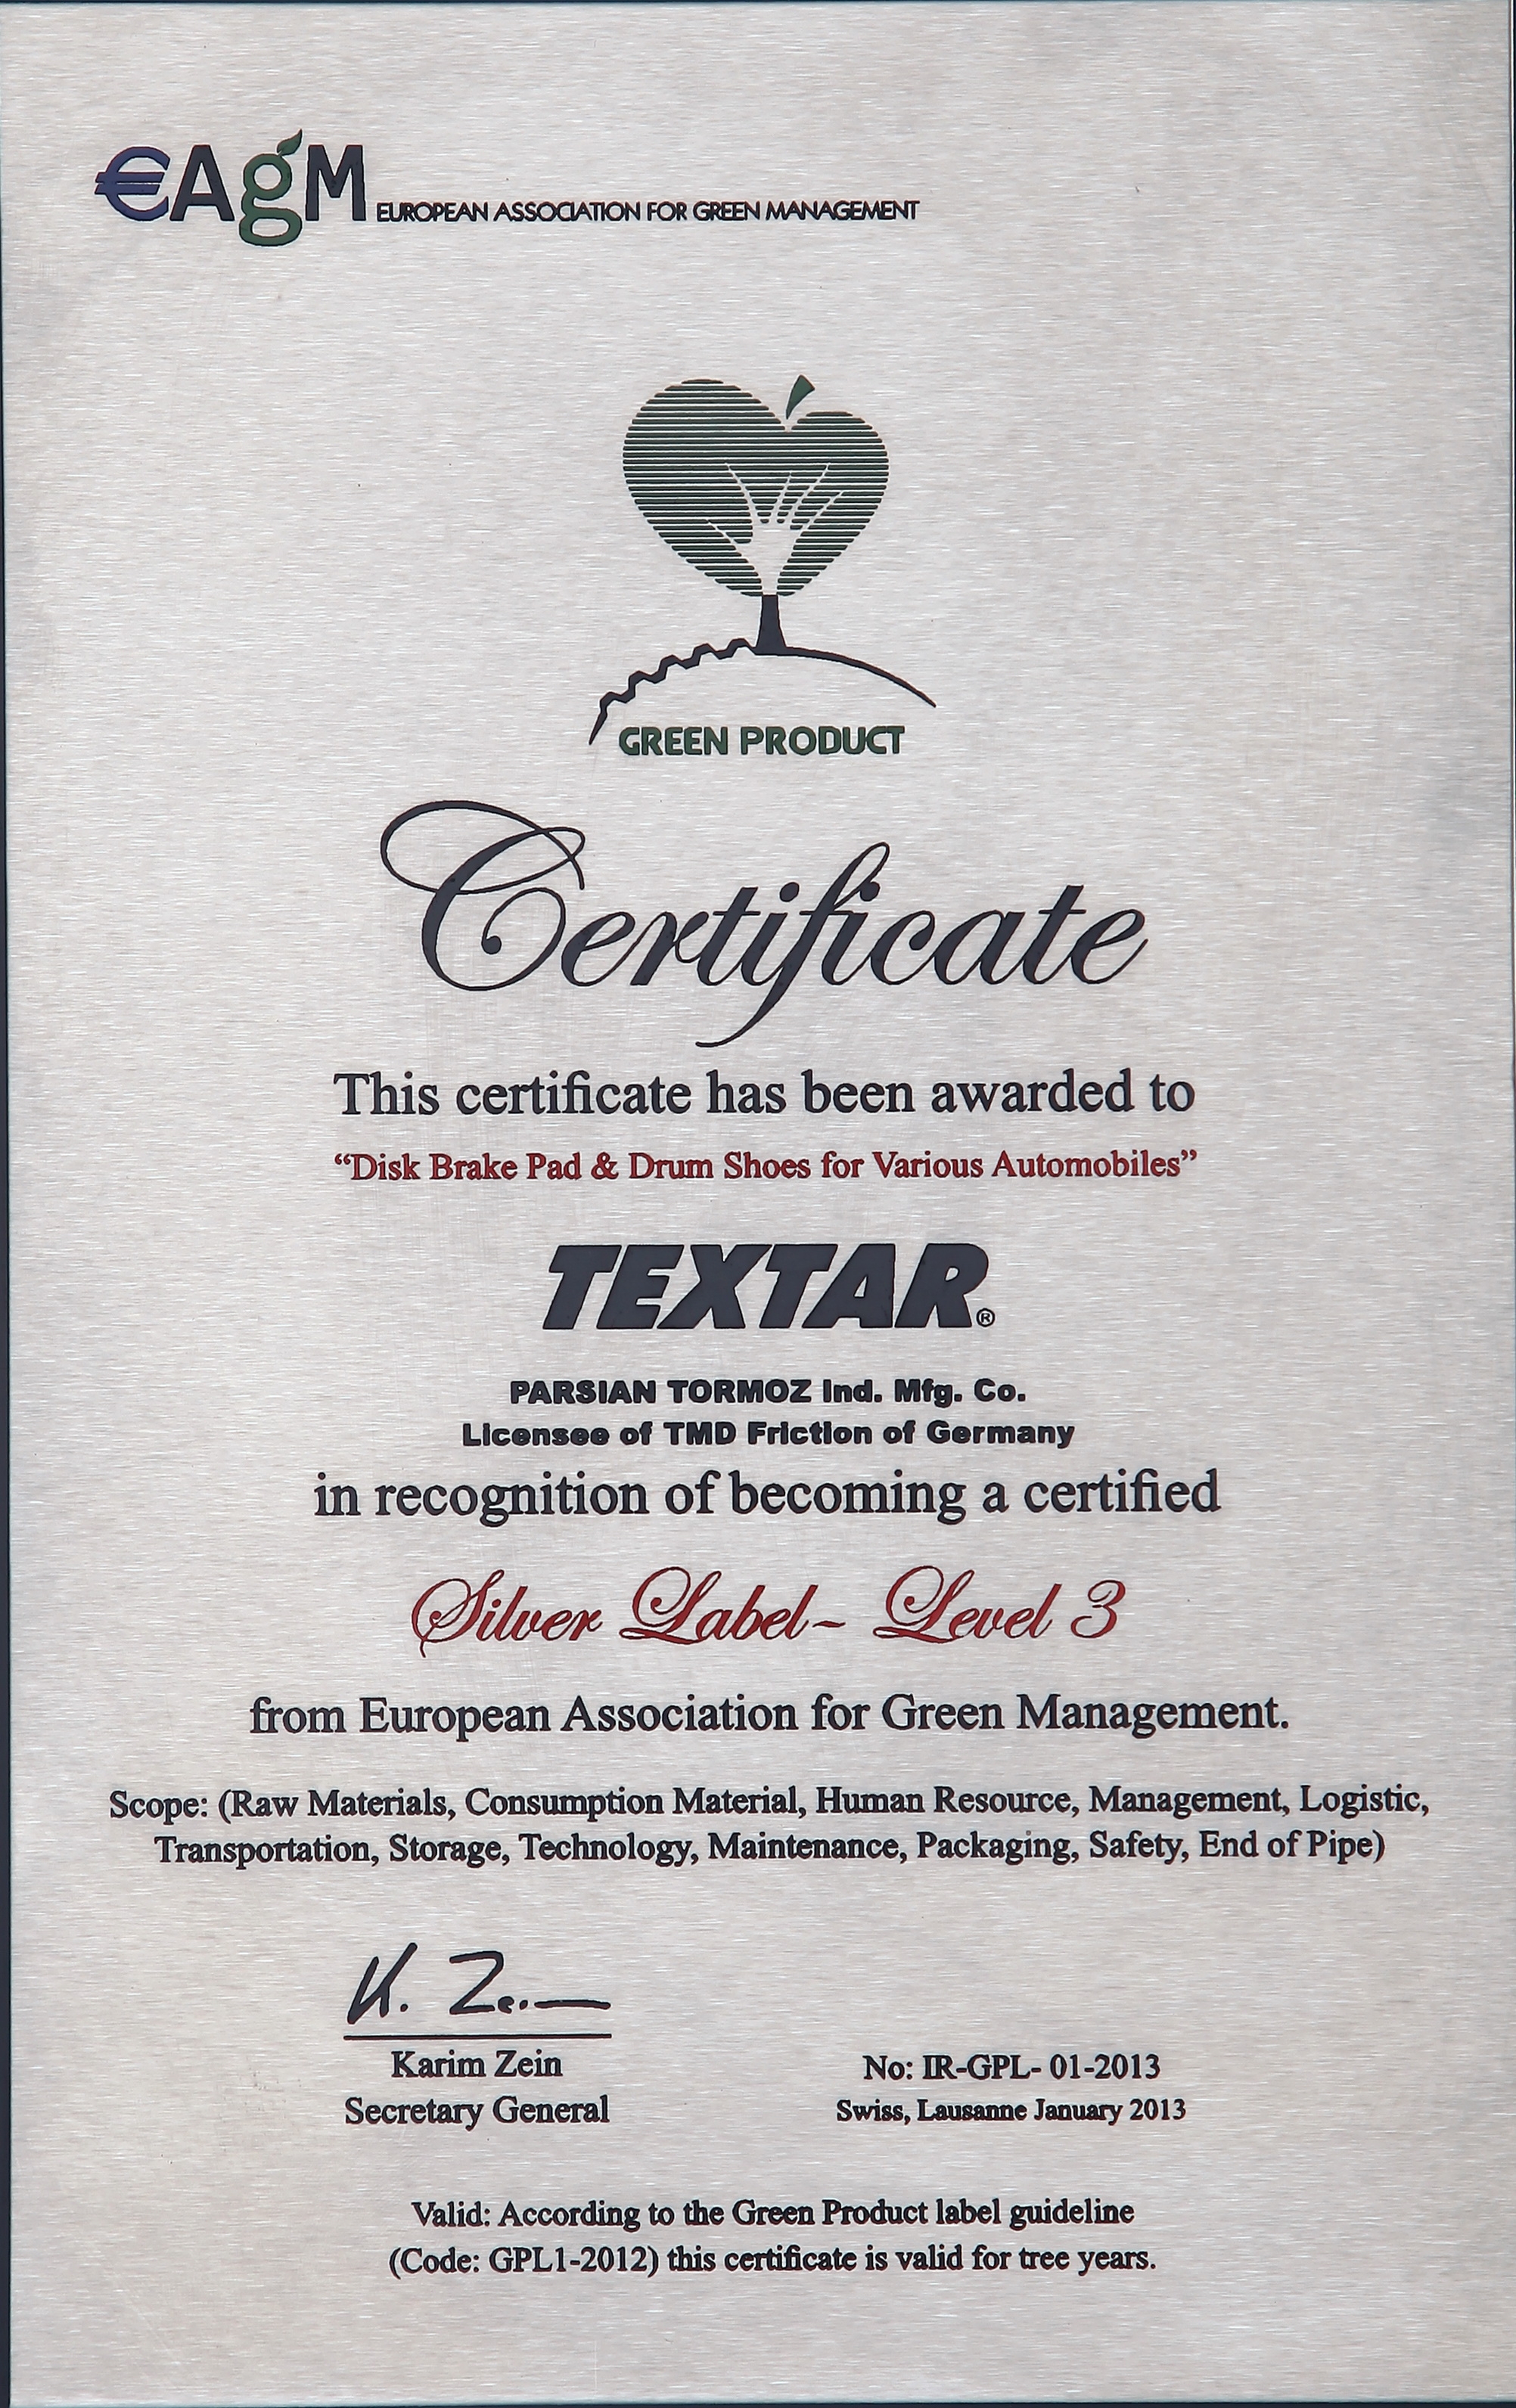 €AgM EUROPEAN ASSOCIATION FOR GREEN MANAGEMENT
GREEN PRODUCT
Certificate
This certificate has been awarded to
“Disk Brake Pad & Drum Shoes for Various Automobiles”
TEXTAR®
PARSIAN TORMOZ Ind. Mfg. Co.
Licensee of TMD Friction of Germany
in recognition of becoming a certified
Silver Label- Level 3
from European Association for Green Management.
Scope: (Raw Materials, Consumption Material, Human Resource, Management, Logistic,
Transportation, Storage, Technology, Maintenance, Packaging, Safety, End of Pipe)
K. Zein
Karim Zein
Secretary General
No: IR-GPL- 01-2013
Swiss, Lausanne January 2013
Valid: According to the Green Product label guideline
(Code: GPL1-2012) this certificate is valid for tree years.